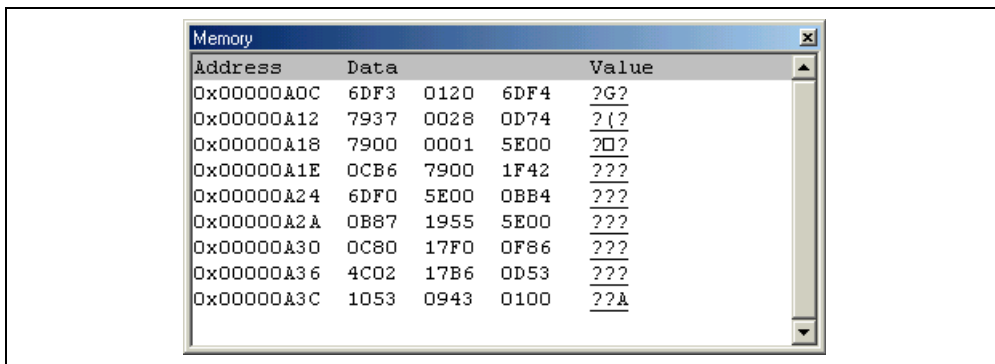 Memory
Address Data Value
0x00000A0C 6DF3 0120 6DF4 ?G?
0x00000A12 7937 0028 0D74 ?(?
0x00000A18 7900 0001 5E00 ?□?
0x00000A1E 0CB6 7900 1F42 ???
0x00000A24 6DF0 5E00 0BB4 ???
0x00000A2A 0B87 1955 5E00 ???
0x00000A30 0C80 17F0 0F86 ???
0x00000A36 4C02 17B6 0D53 ???
0x00000A3C 1053 0943 0100 ??A